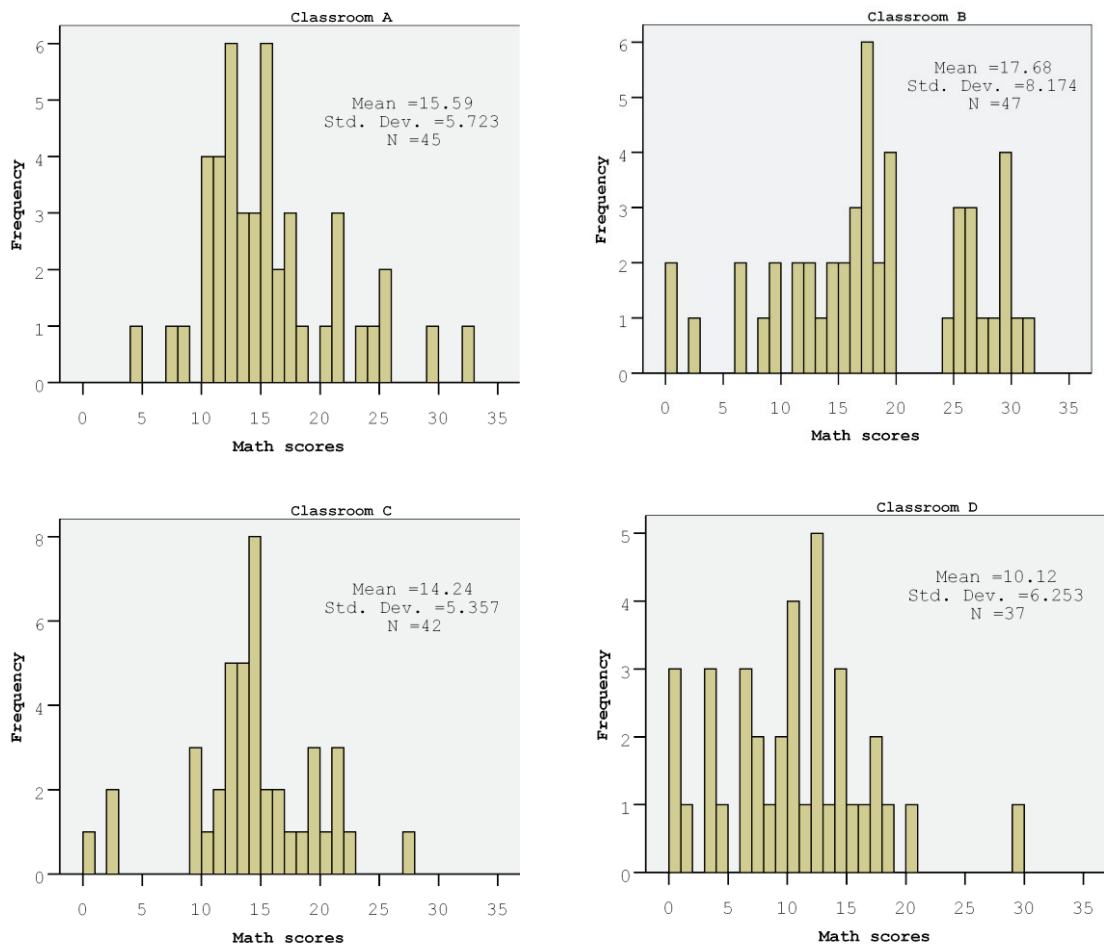 Classroom A
Mean =15.59
Std. Dev. =5.723
N =45
Frequency
6
5
4
3
2
1
0
0 5 10 15 20 25 30 35
Math scores
Classroom B
Mean =17.68
Std. Dev. =8.174
N =47
Frequency
6
5
4
3
2
1
0
0 5 10 15 20 25 30 35
Math scores
Classroom C
Mean =14.24
Std. Dev. =5.357
N =42
Frequency
8
6
4
2
0
0 5 10 15 20 25 30 35
Math scores
Classroom D
Mean =10.12
Std. Dev. =6.253
N =37
Frequency
5
4
3
2
1
0
0 5 10 15 20 25 30 35
Math scores